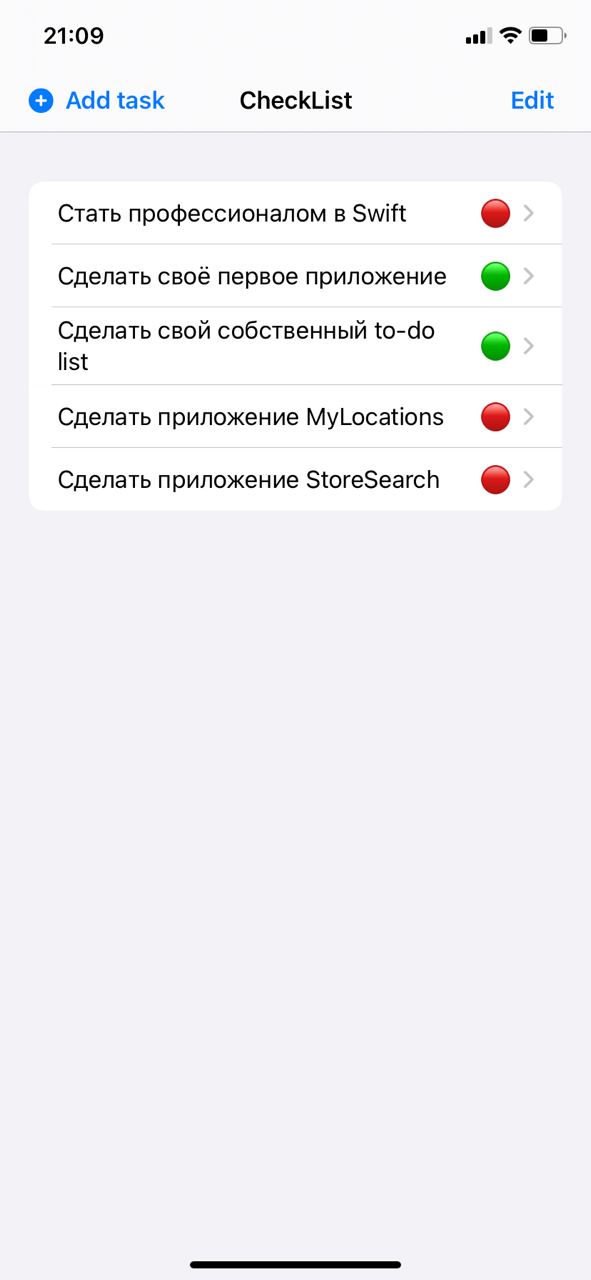 21:09
Add task CheckList Edit
Стать профессионалом в Swift
Сделать своё первое приложение
Сделать свой собственный to-do
list
Сделать приложение MyLocations
Сделать приложение StoreSearch